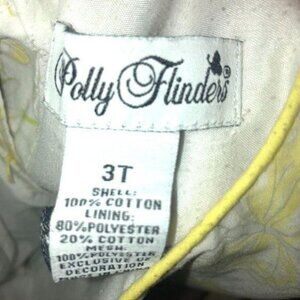 Polly Flinders®
3T
SHELL:
100% COTTON
LINING:
80%POLYESTER
20% COTTON
MESH:
100%POLYESTER
EXCLUSIVE OF
DECORATION